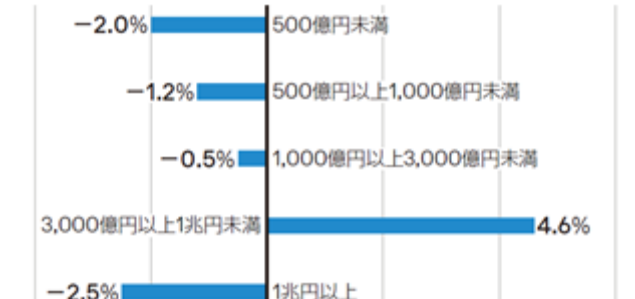 −2.0% 500億円未満
−1.2% 500億円以上1,000億円未満
−0.5% 1,000億円以上3,000億円未満
3,000億円以上1兆円未満 4.6%
−2.5% 1兆円以上